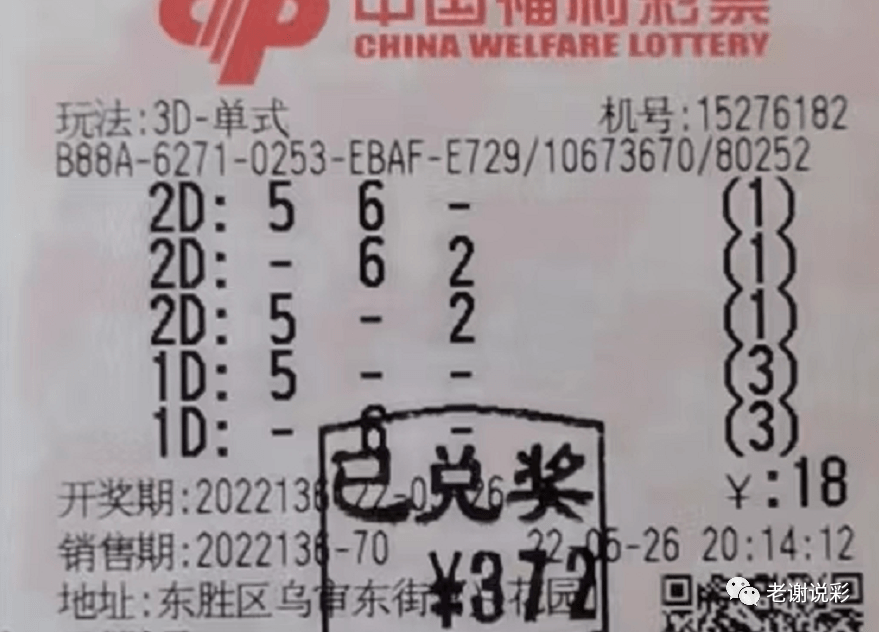 中国福利彩票
CHINA WELFARE LOTTERY
玩法:3D-单式 机号:15276182
B88A-6271-0253-EBAF-E729/10673670/80252
2D: 5 6 - (1)
2D: - 6 2 (1)
2D: 5 - 2 (1)
1D: 5 - - (3)
1D: - 6 - (3)
¥:18
开奖期:2022136 22-05-26
已兑奖
销售期:2022136-70 22-05-26 20:14:12
¥372
地址:东胜区乌审东街 花园
老谢说彩